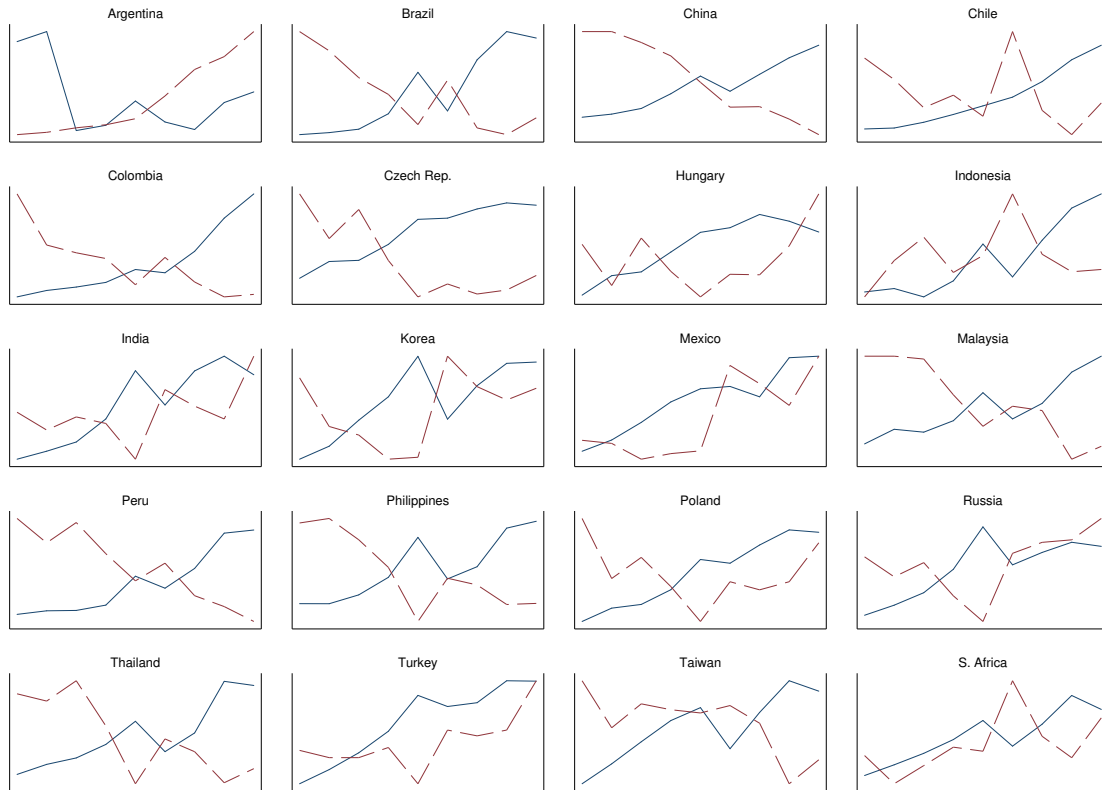 Argentina
Brazil
China
Chile
Colombia
Czech Rep.
Hungary
Indonesia
India
Korea
Mexico
Malaysia
Peru
Philippines
Poland
Russia
Thailand
Turkey
Taiwan
S. Africa